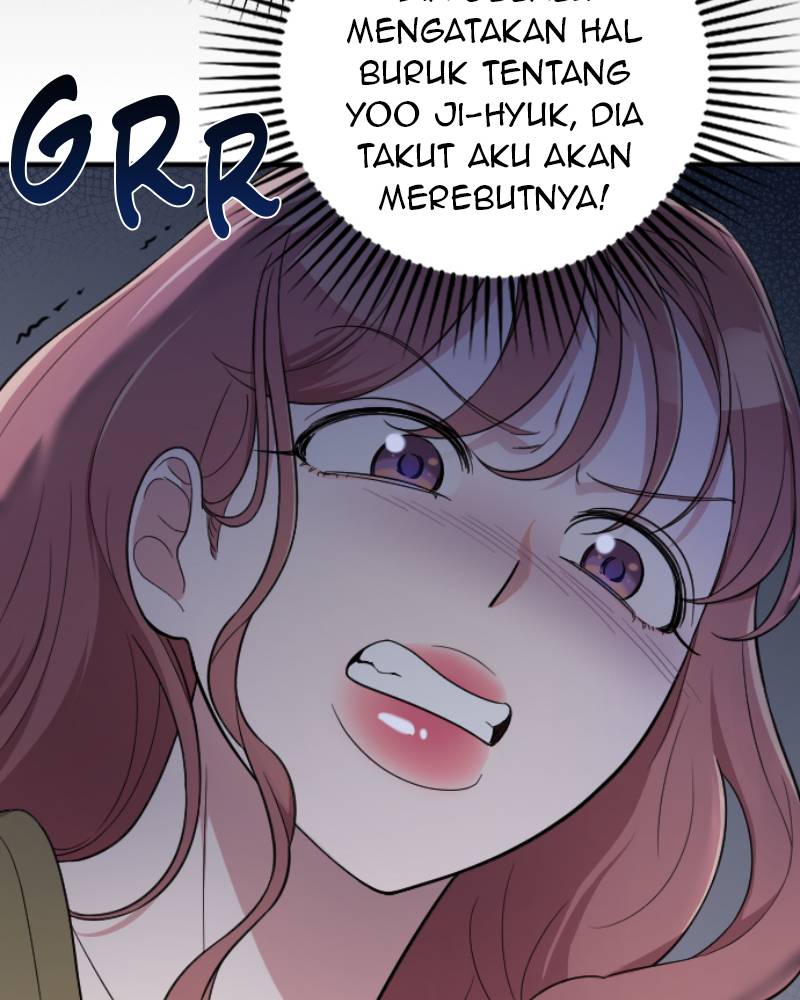 MENGATAKAN HAL
BURUK TENTANG
YOO JI-HYUK, DIA
TAKUT AKU AKAN
MEREBUTNYA!
GRR